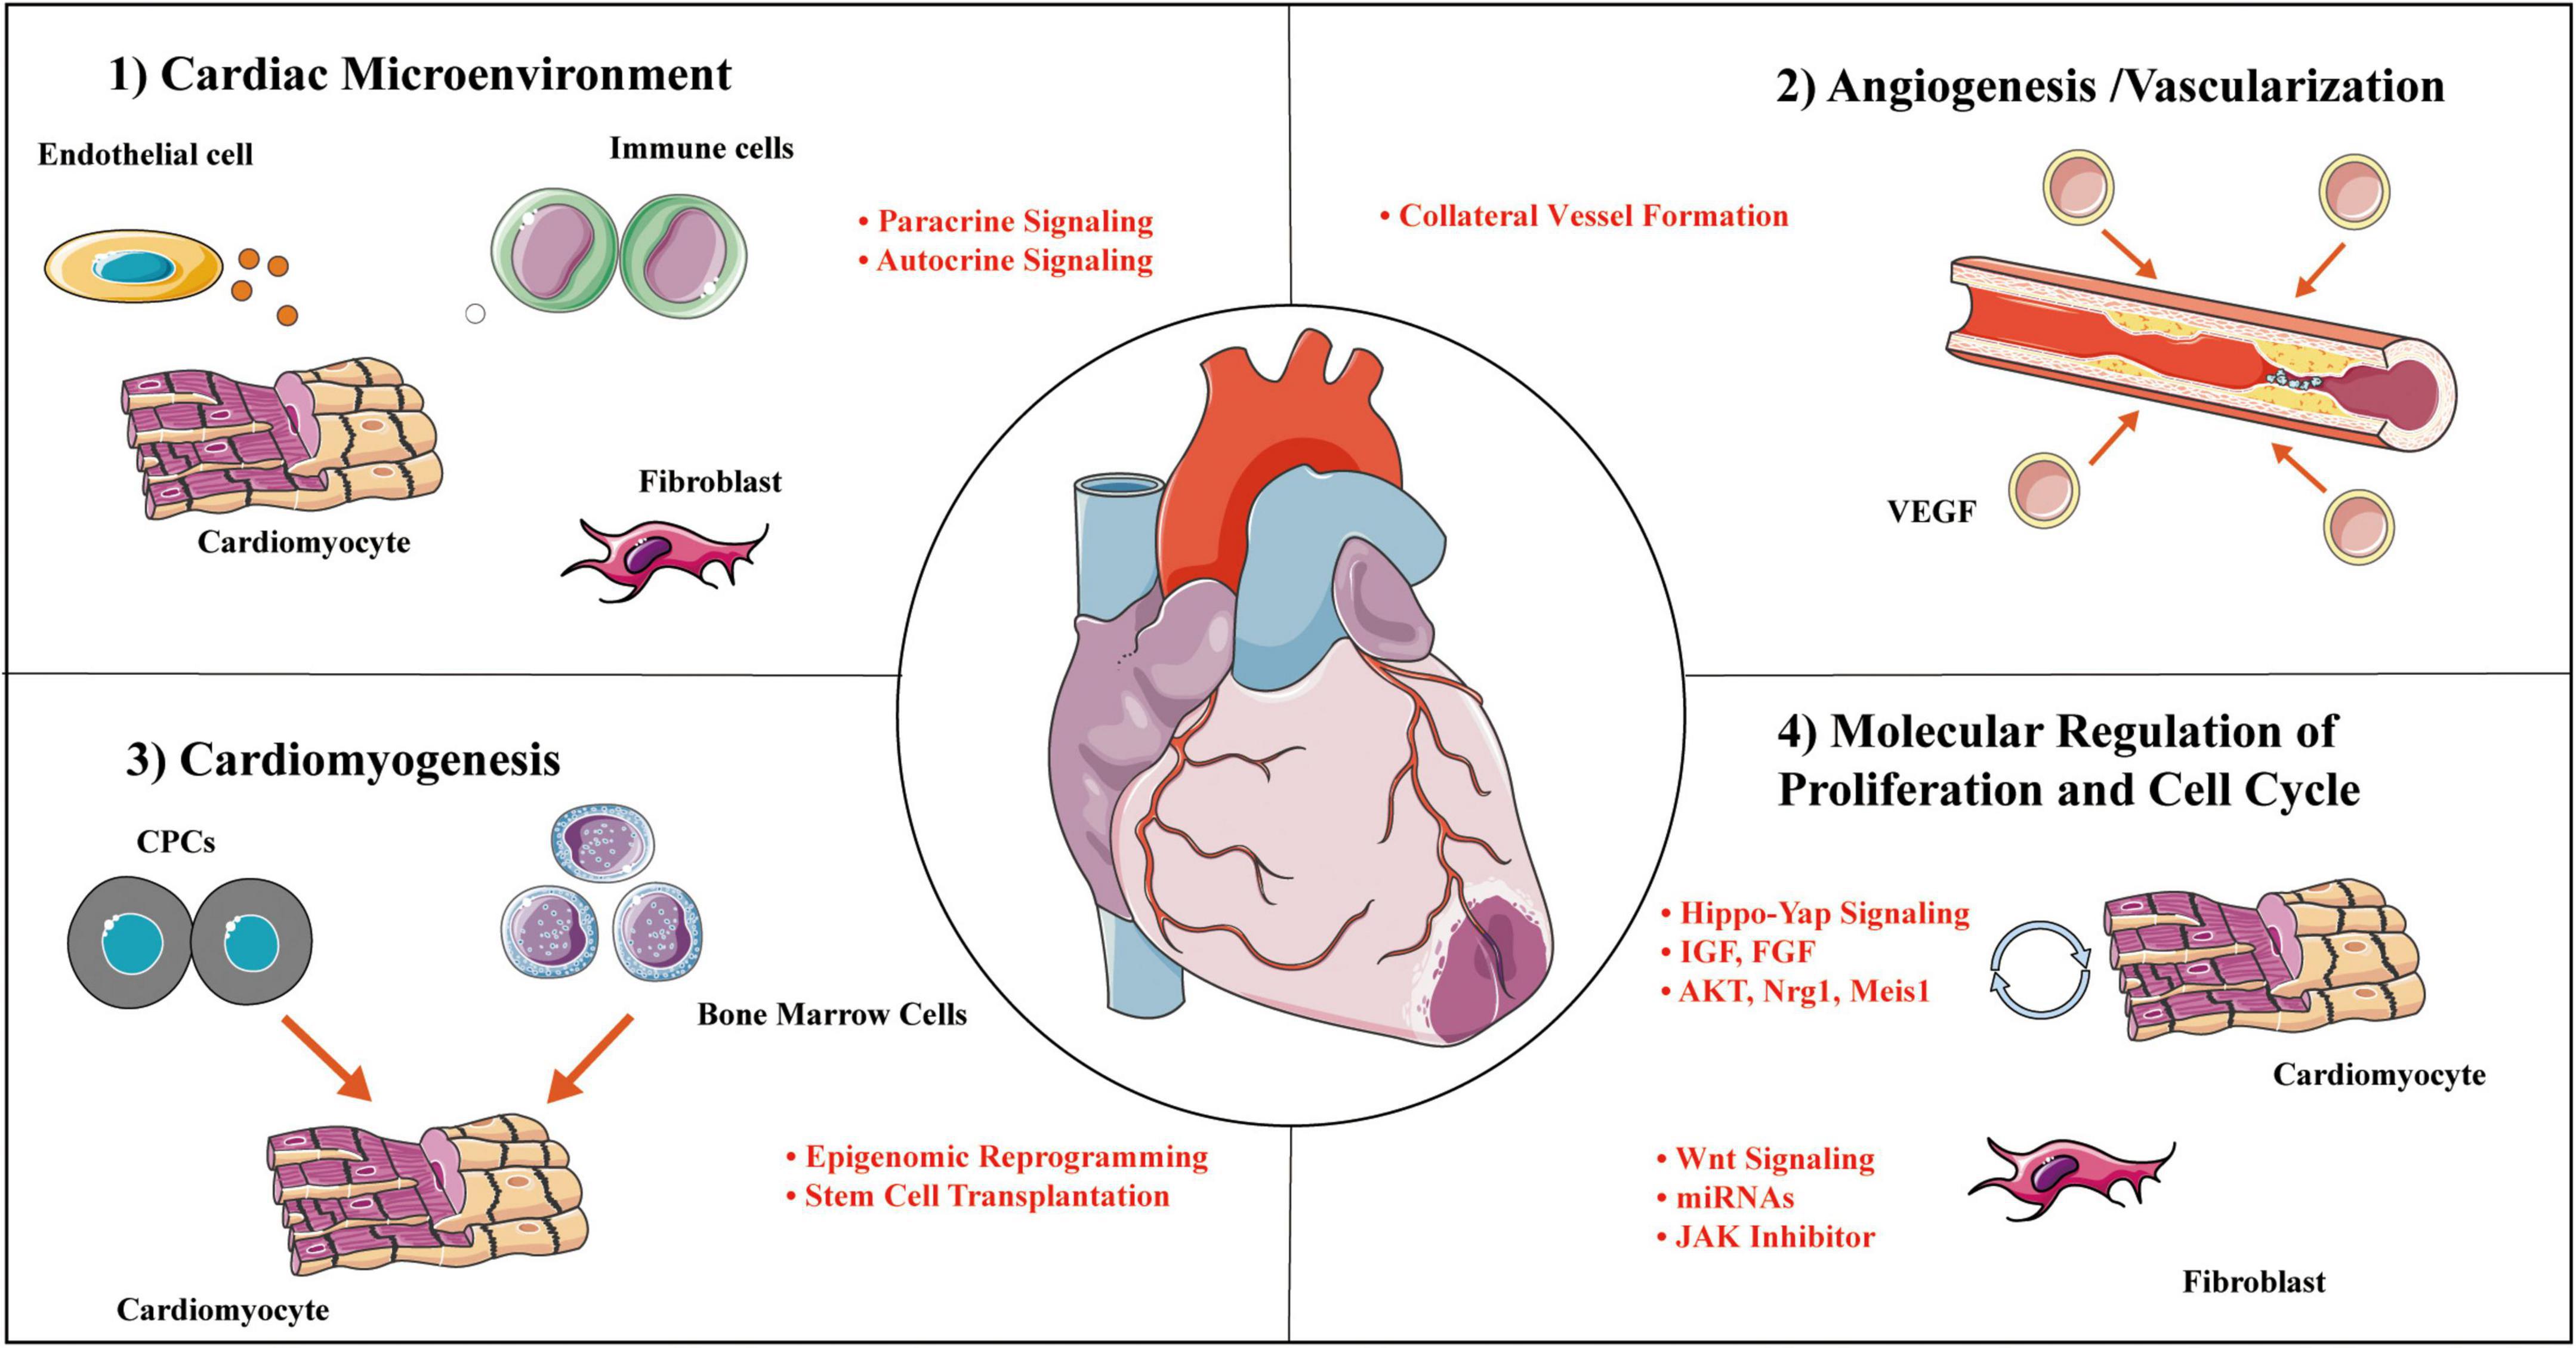 1) Cardiac Microenvironment
Endothelial cell
Immune cells
• Paracrine Signaling
• Autocrine Signaling
Cardiomyocyte
Fibroblast
2) Angiogenesis /Vascularization
• Collateral Vessel Formation
VEGF
3) Cardiomyogenesis
CPCs
Bone Marrow Cells
• Epigenomic Reprogramming
• Stem Cell Transplantation
Cardiomyocyte
4) Molecular Regulation of
Proliferation and Cell Cycle
• Hippo-Yap Signaling
• IGF, FGF
• AKT, Nrg1, Meis1
Cardiomyocyte
• Wnt Signaling
• miRNAs
• JAK Inhibitor
Fibroblast